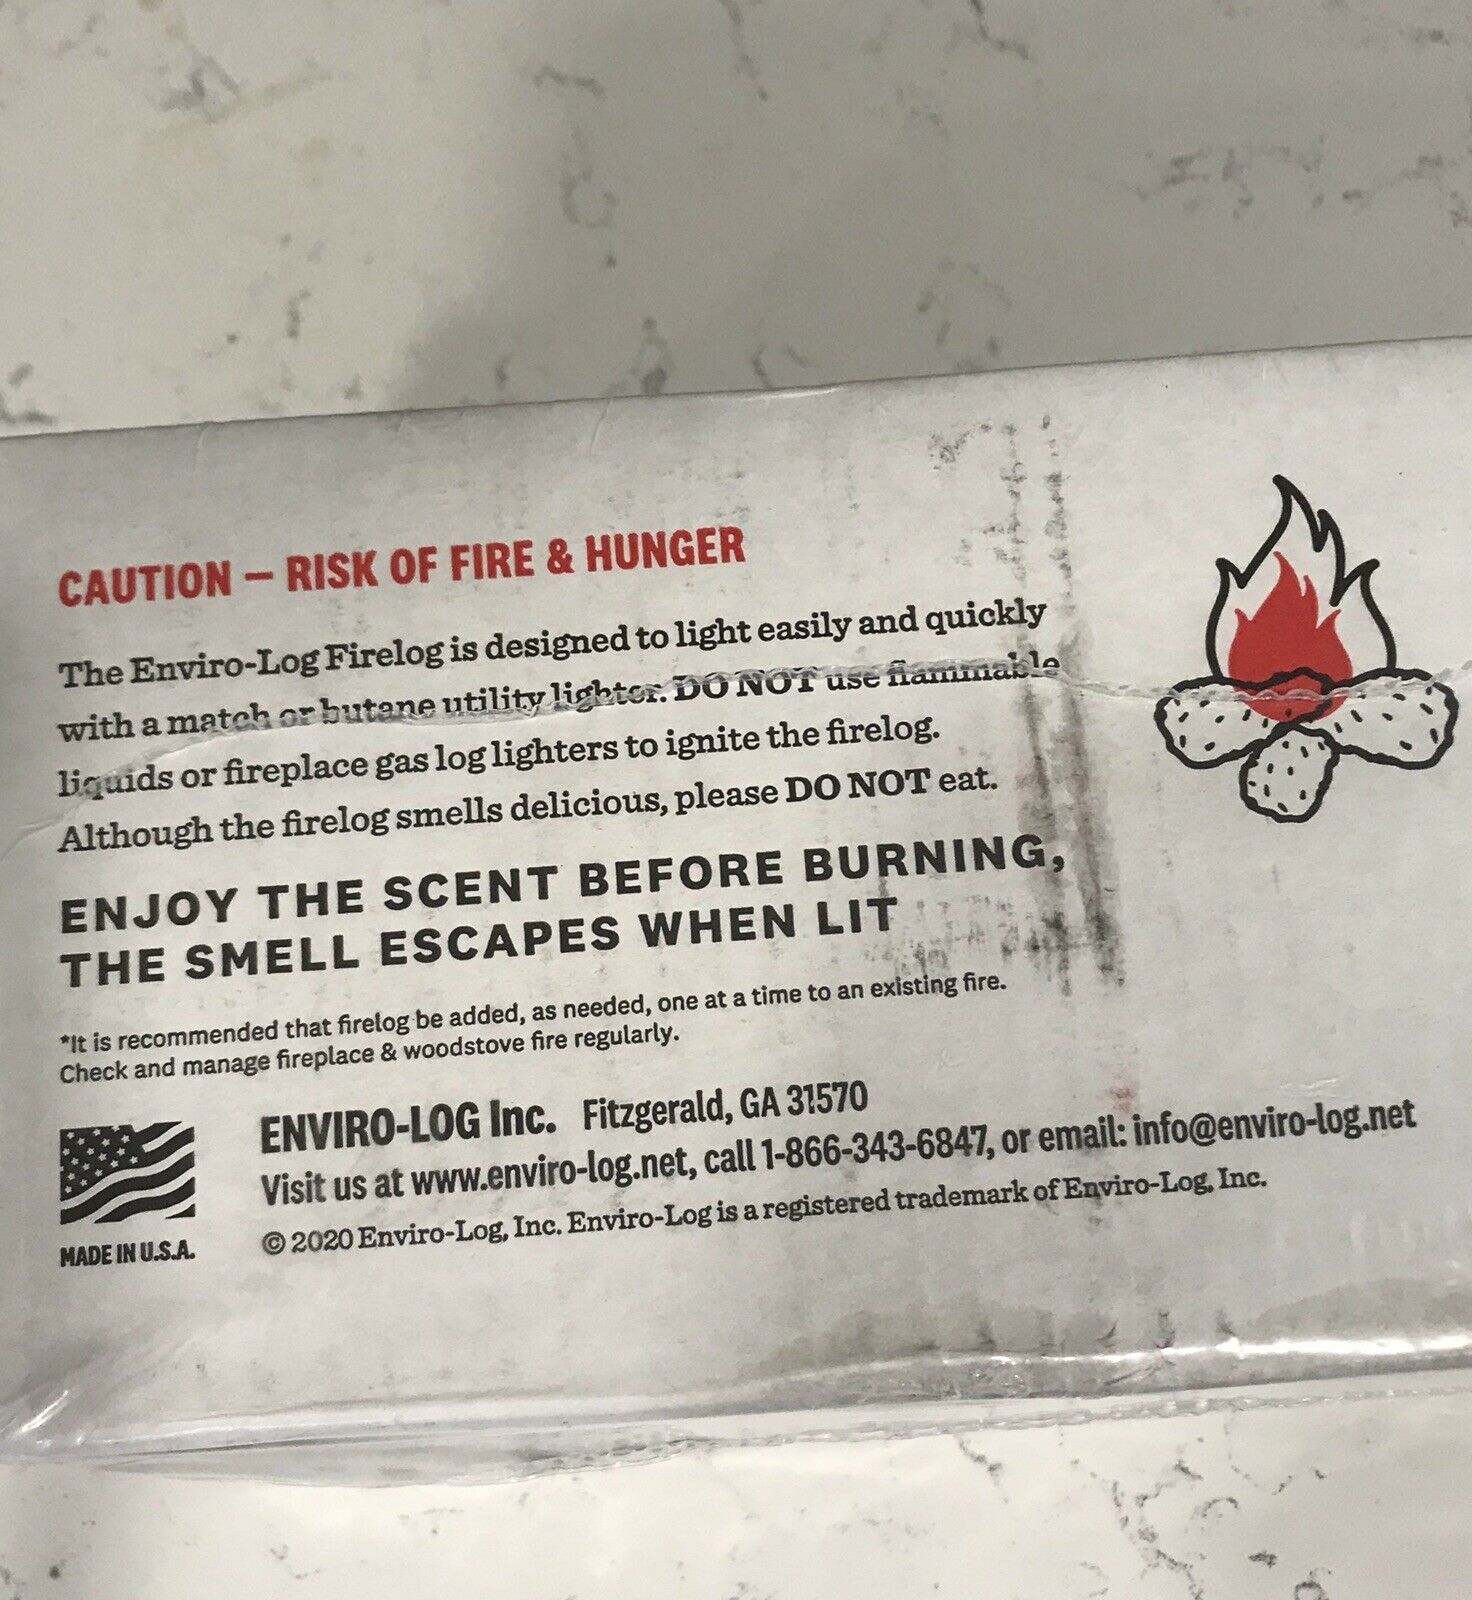 CAUTION – RISK OF FIRE & HUNGER
The Enviro-Log Firelog is designed to light easily and quickly
with a match or butane utility lighter. DO NOT use flammable
liquids or fireplace gas log lighters to ignite the firelog.
Although the firelog smells delicious, please DO NOT eat.
ENJOY THE SCENT BEFORE BURNING,
THE SMELL ESCAPES WHEN LIT
*It is recommended that firelog be added, as needed, one at a time to an existing fire.
Check and manage fireplace & woodstove fire regularly.
ENVIRO-LOG Inc. Fitzgerald, GA 31570
Visit us at www.enviro-log.net, call 1-866-343-6847, or email: info@enviro-log.net
© 2020 Enviro-Log, Inc. Enviro-Log is a registered trademark of Enviro-Log, Inc.
MADE IN U.S.A.